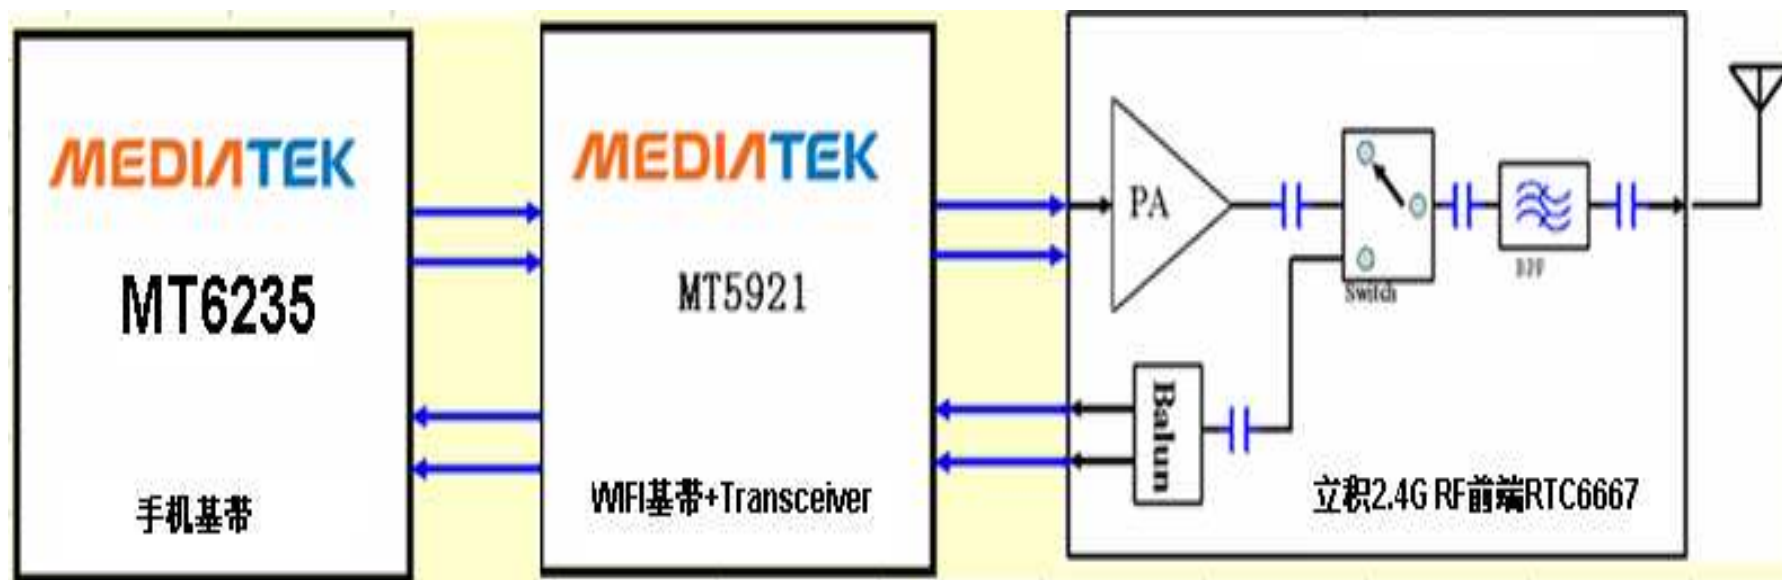 MEDIATEK
MT6235
手机基带
MEDIATEK
MT5921
WIFI基带+Transceiver
PA
Switch
BPF
Balun
立积2.4G RF前端RTC6667